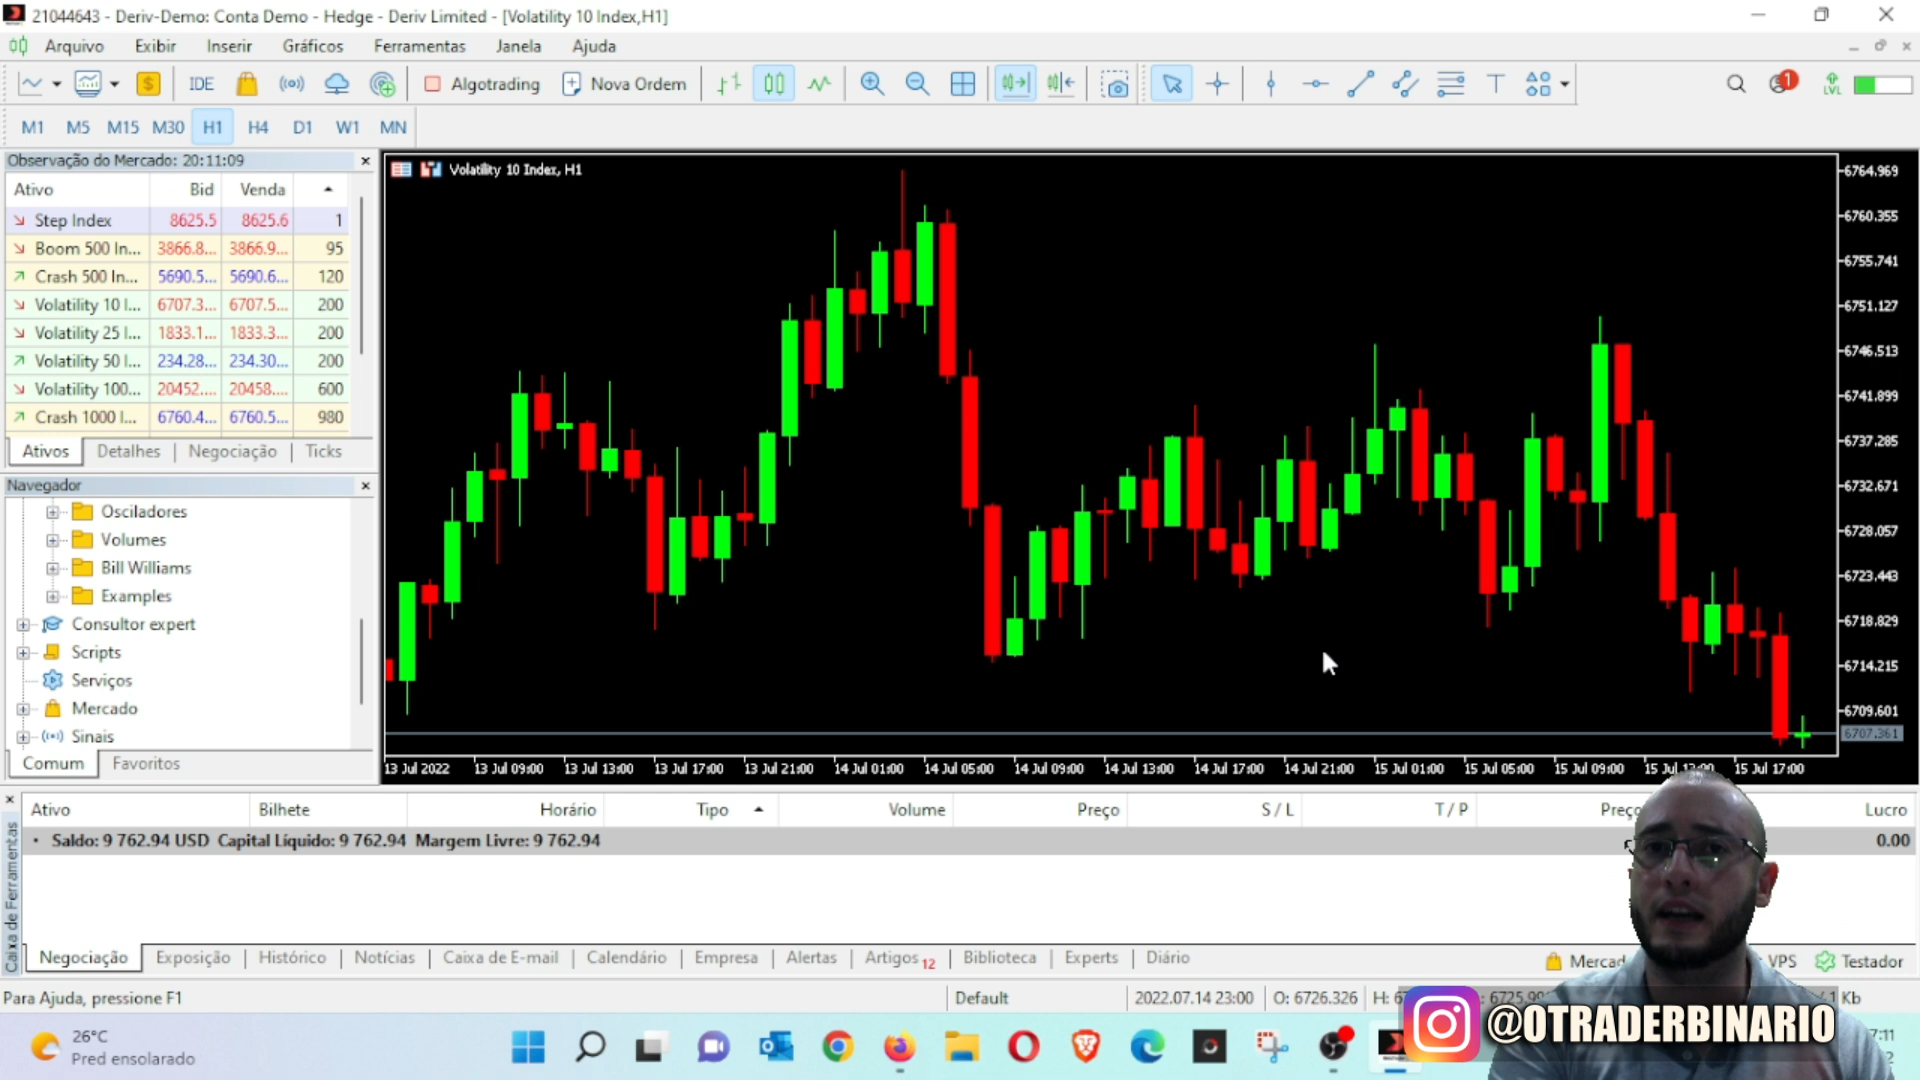 21044643 - Deriv-Demo: Conta Demo - Hedge - Deriv Limited - [Volatility 10 Index,H1]
Arquivo Exibir Inserir Gráficos Ferramentas Janela Ajuda
IDE Algotrading Nova Ordem 1 LVL
M1 M5 M15 M30 H1 H4 D1 W1 MN
Observação do Mercado: 20:11:09
Ativo Bid Venda
Step Index 8625.5 8625.6 1
Boom 500 In... 3866.8... 3866.9... 95
Crash 500 In... 5690.5... 5690.6... 120
Volatility 10 I... 6707.3... 6707.5... 200
Volatility 25 I... 1833.1... 1833.3... 200
Volatility 50 I... 234.28... 234.30... 200
Volatility 100... 20452.... 20458.... 600
Crash 1000 I... 6760.4... 6760.5... 980
Ativos Detalhes Negociação Ticks
Navegador
Osciladores
Volumes
Bill Williams
Examples
Consultor expert
Scripts
Serviços
Mercado
Sinais
Comum Favoritos
Volatility 10 Index, H1
6764.969
6760.355
6755.741
6751.127
6746.513
6741.899
6737.285
6732.671
6728.057
6723.443
6718.829
6714.215
6709.601
6707.361
13 Jul 2022 13 Jul 09:00 13 Jul 13:00 13 Jul 17:00 13 Jul 21:00 14 Jul 01:00 14 Jul 05:00 14 Jul 09:00 14 Jul 13:00 14 Jul 17:00 14 Jul 21:00 15 Jul 01:00 15 Jul 05:00 15 Jul 09:00 15 Jul 13:00 15 Jul 17:00
Caixa de Ferramentas
Ativo Bilhete Horário Tipo Volume Preço S / L T / P Preço Lucro
Saldo: 9 762.94 USD Capital Líquido: 9 762.94 Margem Livre: 9 762.94 0.00
Negociação Exposição Histórico Notícias Caixa de E-mail Calendário Empresa Alertas Artigos 12 Biblioteca Experts Diário
Mercad VPS Testador
Para Ajuda, pressione F1 Default 2022.07.14 23:00 O: 6726.326 H: Kb
26°C
Pred ensolarado
@OTRADERBINARIO